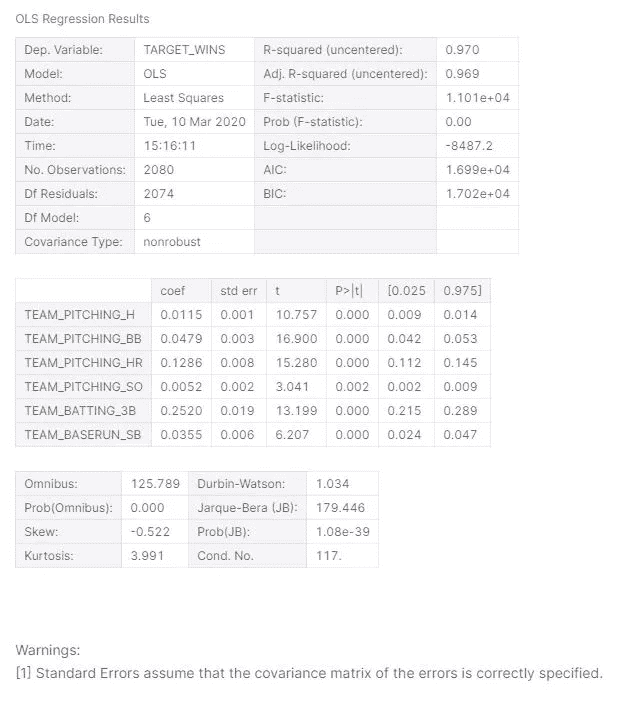 OLS Regression Results
Dep. Variable: TARGET_WINS R-squared (uncentered): 0.970
Model: OLS Adj. R-squared (uncentered): 0.969
Method: Least Squares F-statistic: 1.101e+04
Date: Tue, 10 Mar 2020 Prob (F-statistic): 0.00
Time: 15:16:11 Log-Likelihood: -8487.2
No. Observations: 2080 AIC: 1.699e+04
Df Residuals: 2074 BIC: 1.702e+04
Df Model: 6
Covariance Type: nonrobust
coef std err t P>|t| [0.025 0.975]
TEAM_PITCHING_H 0.0115 0.001 10.757 0.000 0.009 0.014
TEAM_PITCHING_BB 0.0479 0.003 16.900 0.000 0.042 0.053
TEAM_PITCHING_HR 0.1286 0.008 15.280 0.000 0.112 0.145
TEAM_PITCHING_SO 0.0052 0.002 3.041 0.002 0.002 0.009
TEAM_BATTING_3B 0.2520 0.019 13.199 0.000 0.215 0.289
TEAM_BASERUN_SB 0.0355 0.006 6.207 0.000 0.024 0.047
Omnibus: 125.789 Durbin-Watson: 1.034
Prob(Omnibus): 0.000 Jarque-Bera (JB): 179.446
Skew: -0.522 Prob(JB): 1.08e-39
Kurtosis: 3.991 Cond. No. 117.
Warnings:
[1] Standard Errors assume that the covariance matrix of the errors is correctly specified.